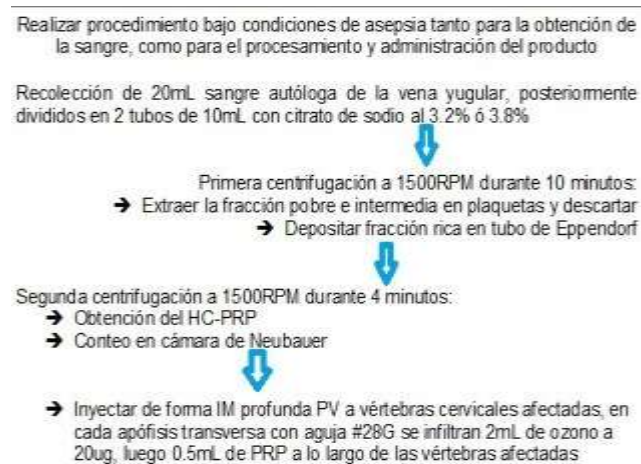 Realizar procedimiento bajo condiciones de asepsia tanto para la obtención de
la sangre, como para el procesamiento y administración del producto
Recolección de 20mL sangre autóloga de la vena yugular, posteriormente
divididos en 2 tubos de 10mL con citrato de sodio al 3.2% ó 3.8%
Primera centrifugación a 1500RPM durante 10 minutos:
➔ Extraer la fracción pobre e intermedia en plaquetas y descartar
➔ Depositar fracción rica en tubo de Eppendorf
Segunda centrifugación a 1500RPM durante 4 minutos:
➔ Obtención del HC-PRP
➔ Conteo en cámara de Neubauer
➔ Inyectar de forma IM profunda PV a vértebras cervicales afectadas, en
cada apófisis transversa con aguja #28G se infiltran 2mL de ozono a
20ug, luego 0.5mL de PRP a lo largo de las vértebras afectadas